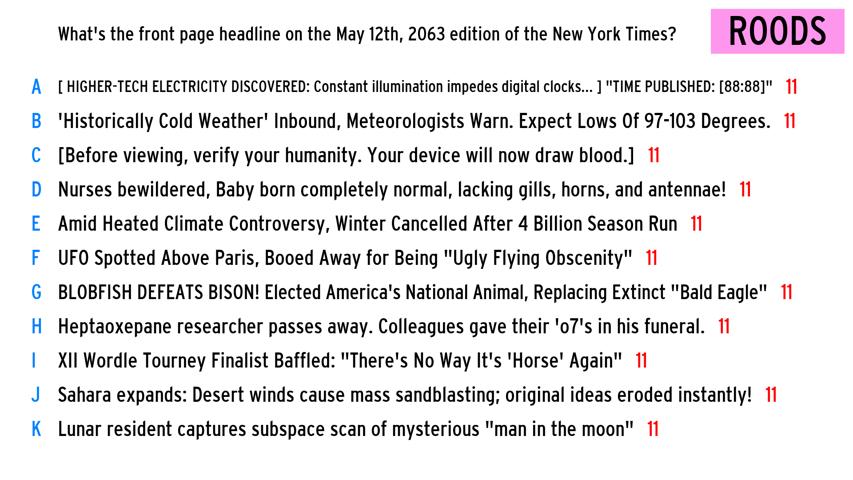 What's the front page headline on the May 12th, 2063 edition of the New York Times?
ROODS
A [ HIGHER-TECH ELECTRICITY DISCOVERED: Constant illumination impedes digital clocks... ] "TIME PUBLISHED: [88:88]" 11
B 'Historically Cold Weather' Inbound, Meteorologists Warn. Expect Lows Of 97-103 Degrees. 11
C [Before viewing, verify your humanity. Your device will now draw blood.] 11
D Nurses bewildered, Baby born completely normal, lacking gills, horns, and antennae! 11
E Amid Heated Climate Controversy, Winter Cancelled After 4 Billion Season Run 11
F UFO Spotted Above Paris, Booed Away for Being "Ugly Flying Obscenity" 11
G BLOBFISH DEFEATS BISON! Elected America's National Animal, Replacing Extinct "Bald Eagle" 11
H Heptaoxepane researcher passes away. Colleagues gave their 'o7's in his funeral. 11
I XII Wordle Tourney Finalist Baffled: "There's No Way It's 'Horse' Again" 11
J Sahara expands: Desert winds cause mass sandblasting; original ideas eroded instantly! 11
K Lunar resident captures subspace scan of mysterious "man in the moon" 11